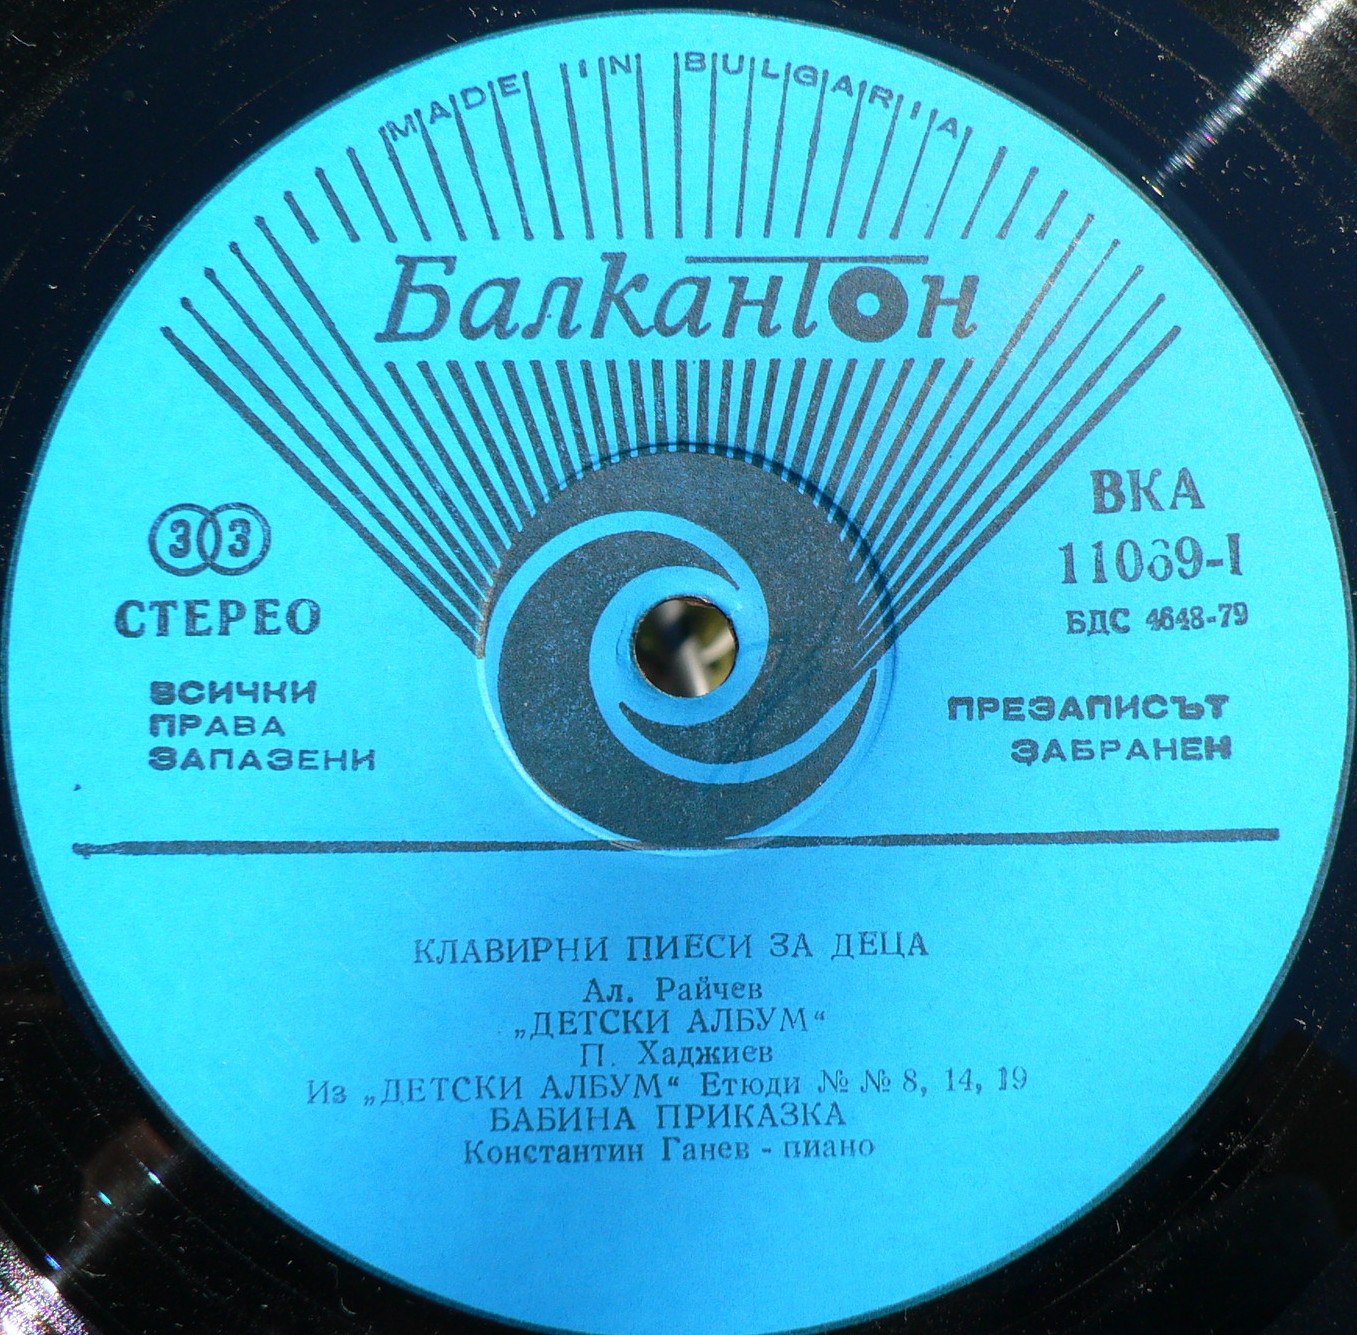 MADE IN BULGARIA
Балкантон
33
СТЕРЕО
ВСИЧКИ
ПРАВА
ЗАПАЗЕНИ
ВКА
11069-I
БДС 4648-79
ПРЕЗАПИСЪТ
ЗАБРАНЕН
КЛАВИРНИ ПИЕСИ ЗА ДЕЦА
Ал. Райчев
„ДЕТСКИ АЛБУМ“
П. Хаджиев
Из „ДЕТСКИ АЛБУМ“ Етюди № № 8, 14, 19
БАБИНА ПРИКАЗКА
Константин Ганев - пиано